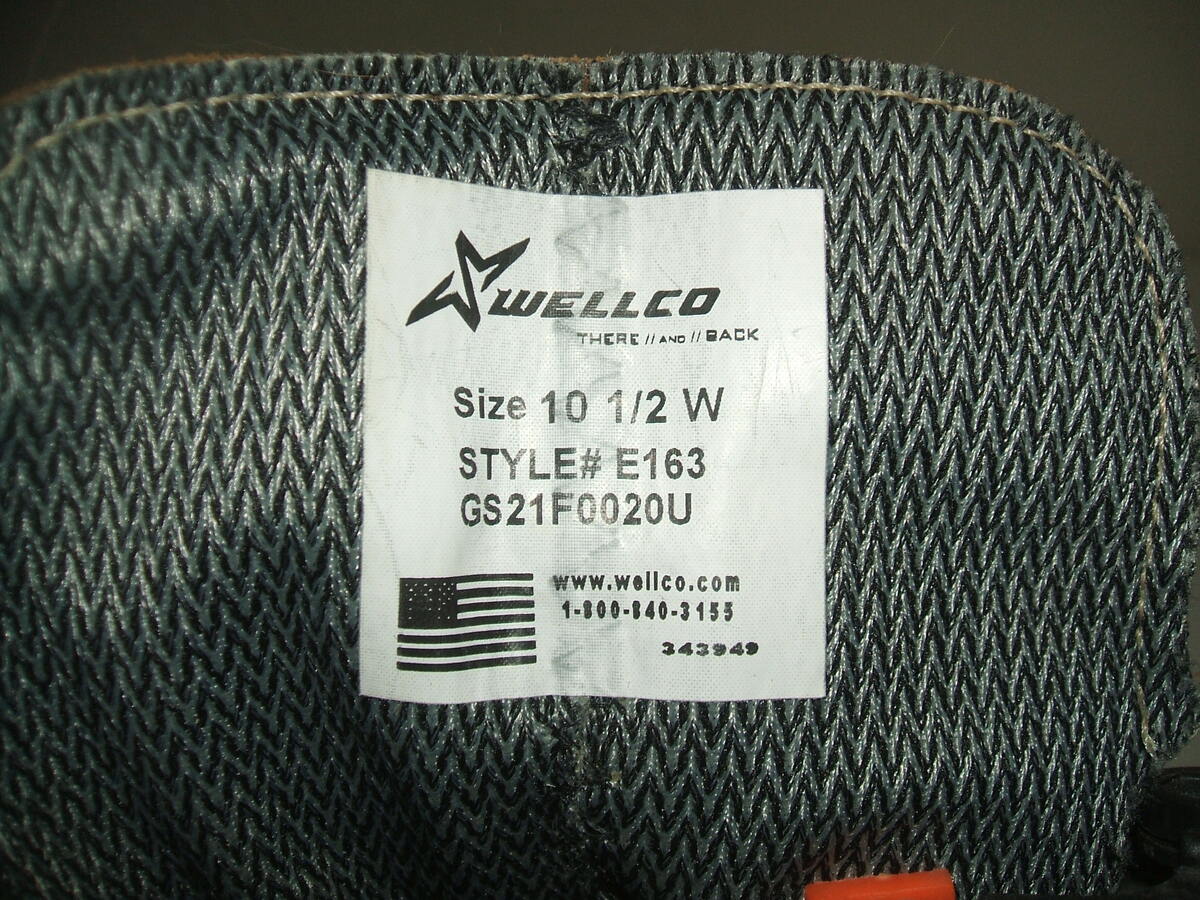 WELLCO
THERE // AND // BACK
Size 10 1/2 W
STYLE# E163
GS21F0020U
www.wellco.com
1-800-840-3155
343949